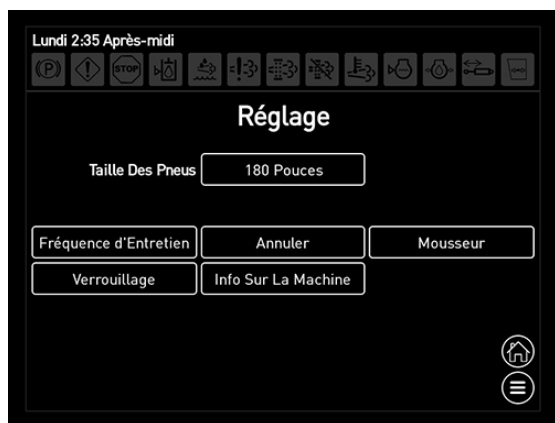 Lundi 2:35 Après-midi
(P) STOP
Réglage
Taille Des Pneus 180 Pouces
Fréquence d'Entretien Annuler Mousseur
Verrouillage Info Sur La Machine